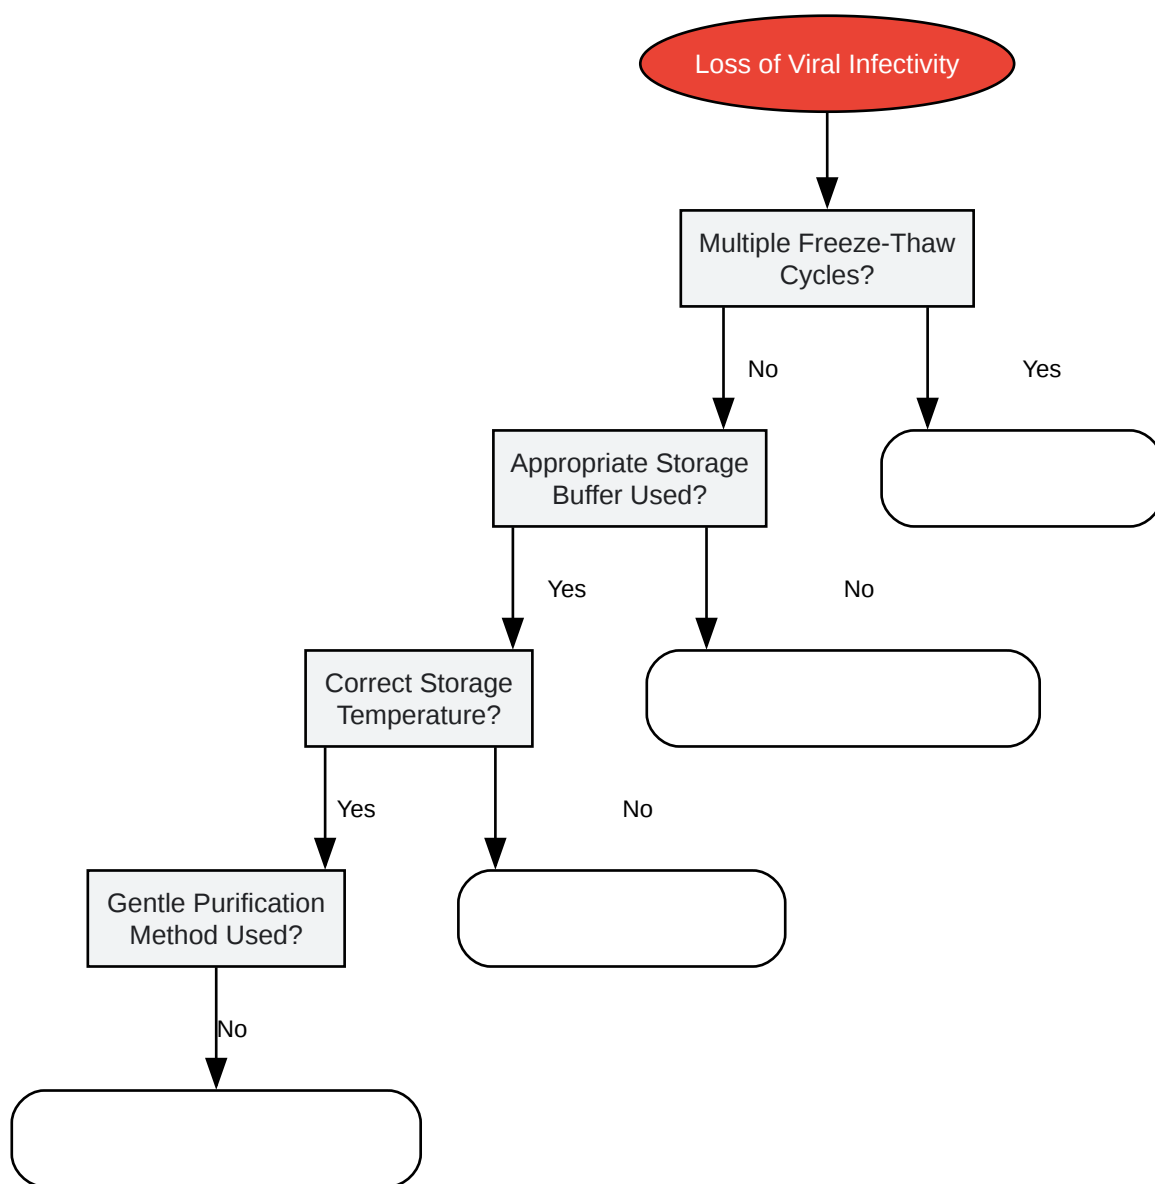 Loss of Viral Infectivity
Multiple Freeze-Thaw
Cycles?
No
Yes
Appropriate Storage
Buffer Used?
Yes
No
Correct Storage
Temperature?
Yes
No
Gentle Purification
Method Used?
No